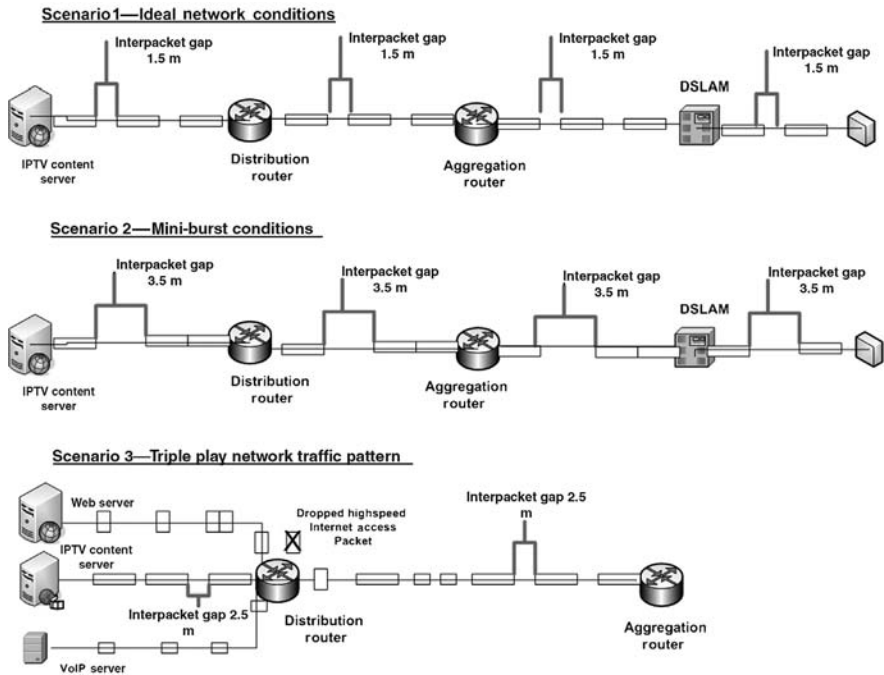 Scenario 1—Ideal network conditions
Interpacket gap
1.5 m
Interpacket gap
1.5 m
Interpacket gap
1.5 m
Interpacket gap
1.5 m
DSLAM
IPTV content
server
Distribution
router
Aggregation
router
Scenario 2—Mini-burst conditions
Interpacket gap
3.5 m
Interpacket gap
3.5 m
Interpacket gap
3.5 m
Interpacket gap
3.5 m
DSLAM
IPTV content
server
Distribution
router
Aggregation
router
Scenario 3—Triple play network traffic pattern
Web server
Dropped highspeed
Internet access
Packet
Interpacket gap 2.5
m
IPTV content
server
Interpacket gap 2.5
m
Distribution
router
Aggregation
router
VoIP server